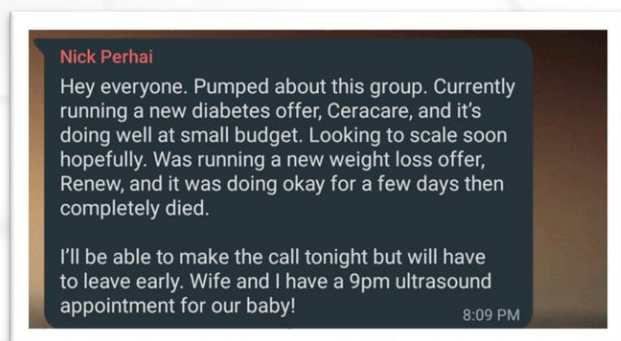 Nick Perhai
Hey everyone. Pumped about this group. Currently
running a new diabetes offer, Ceracare, and it's
doing well at small budget. Looking to scale soon
hopefully. Was running a new weight loss offer,
Renew, and it was doing okay for a few days then
completely died.
I'll be able to make the call tonight but will have
to leave early. Wife and I have a 9pm ultrasound
appointment for our baby!
8:09 PM